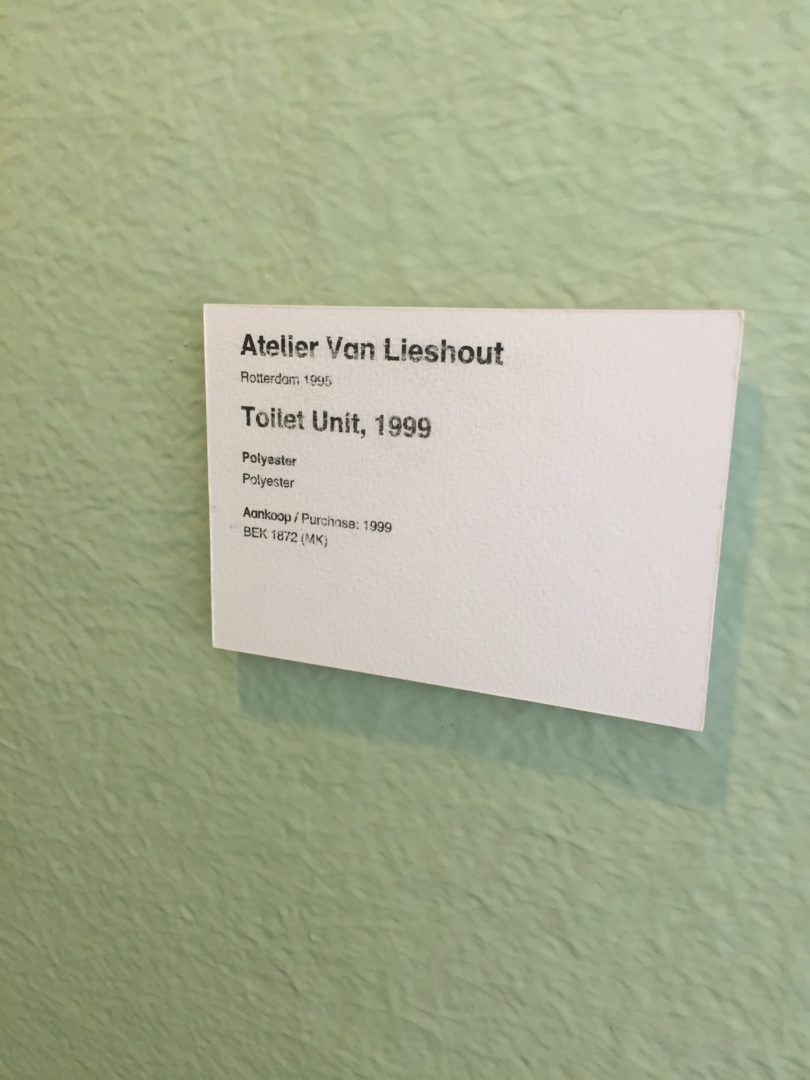 Atelier Van Lieshout
Rotterdam 1995
Toilet Unit, 1999
Polyester
Polyester
Aankoop / Purchase: 1999
BEK 1872 (MK)